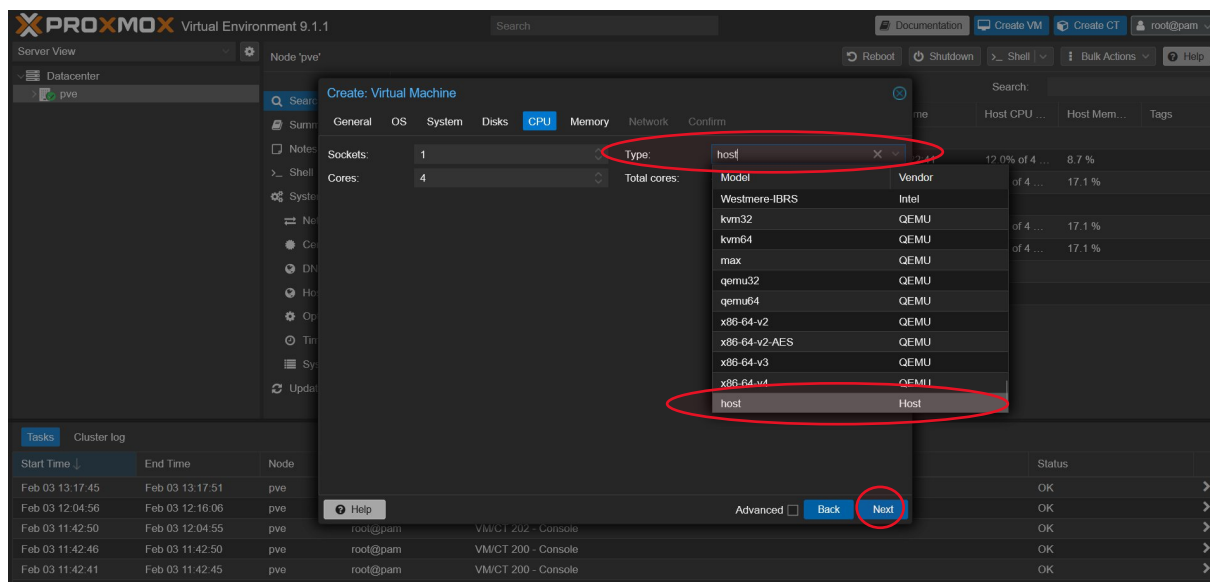 PROXMOX Virtual Environment 9.1.1 Search Documentation Create VM Create CT root@pam
Server View Node 'pve' Reboot Shutdown >_ Shell Bulk Actions Help
Datacenter
pve
Search:
Create: Virtual Machine
General OS System Disks CPU Memory Network Confirm
Host CPU ... Host Mem... Tags
Sockets: 1 Type: host
12.0% of 4 ... 8.7 %
Cores: 4 Total cores:
Model Vendor
of 4 ... 17.1 %
Westmere-IBRS Intel
kvm32 QEMU
of 4 ... 17.1 %
kvm64 QEMU
of 4 ... 17.1 %
max QEMU
qemu32 QEMU
qemu64 QEMU
x86-64-v2 QEMU
x86-64-v2-AES QEMU
x86-64-v3 QEMU
x86-64-v4 QEMU
host Host
Shell
Help Advanced Back Next
Tasks Cluster log
Start Time End Time Node Status
Feb 03 13:17:45 Feb 03 13:17:51 pve OK
Feb 03 12:04:56 Feb 03 12:16:06 pve OK
Feb 03 11:42:50 Feb 03 12:04:55 pve root@pam VM/CT 202 - Console OK
Feb 03 11:42:46 Feb 03 11:42:50 pve root@pam VM/CT 200 - Console OK
Feb 03 11:42:41 Feb 03 11:42:45 pve root@pam VM/CT 200 - Console OK